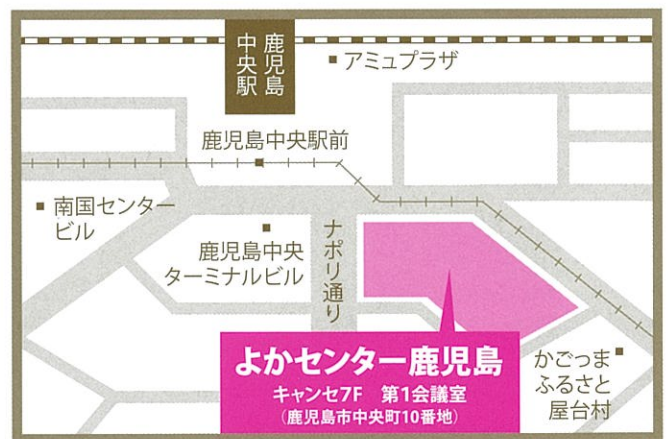 鹿児島
中央駅
アミュプラザ
鹿児島中央駅前
南国センター
ビル
鹿児島中央
ターミナルビル
ナポリ通り
よかセンター鹿児島
キャンセ7F 第1会議室
(鹿児島市中央町10番地)
かごっま
ふるさと
屋台村